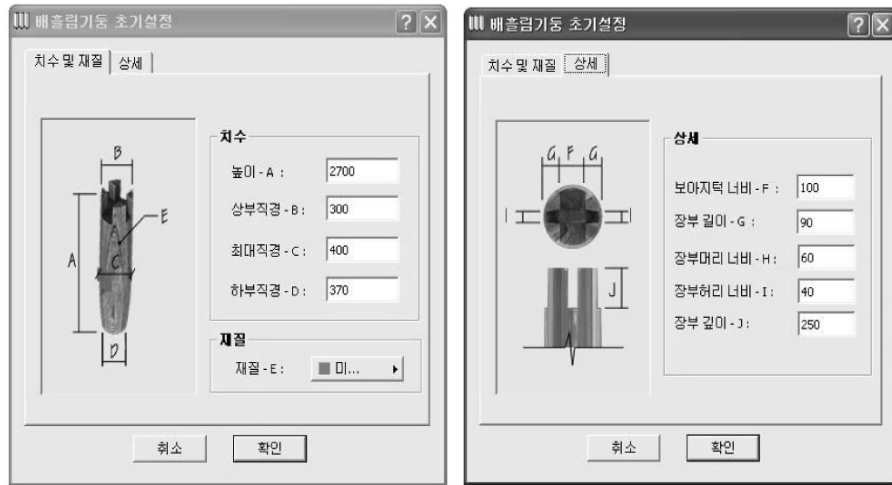 배흘림기둥 초기설정
치수 및 재질
상세
B
A
E
C
D
치수
높이 - A :
2700
상부직경 - B :
300
최대직경 - C :
400
하부직경 - D :
370
재질
재질 - E :
미...
취소
확인
배흘림기둥 초기설정
치수 및 재질
상세
G F G
I
I
J
상세
보아지턱 너비 - F :
100
장부 길이 - G :
90
장부머리 너비 - H :
60
장부허리 너비 - I :
40
장부 깊이 - J :
250
취소
확인